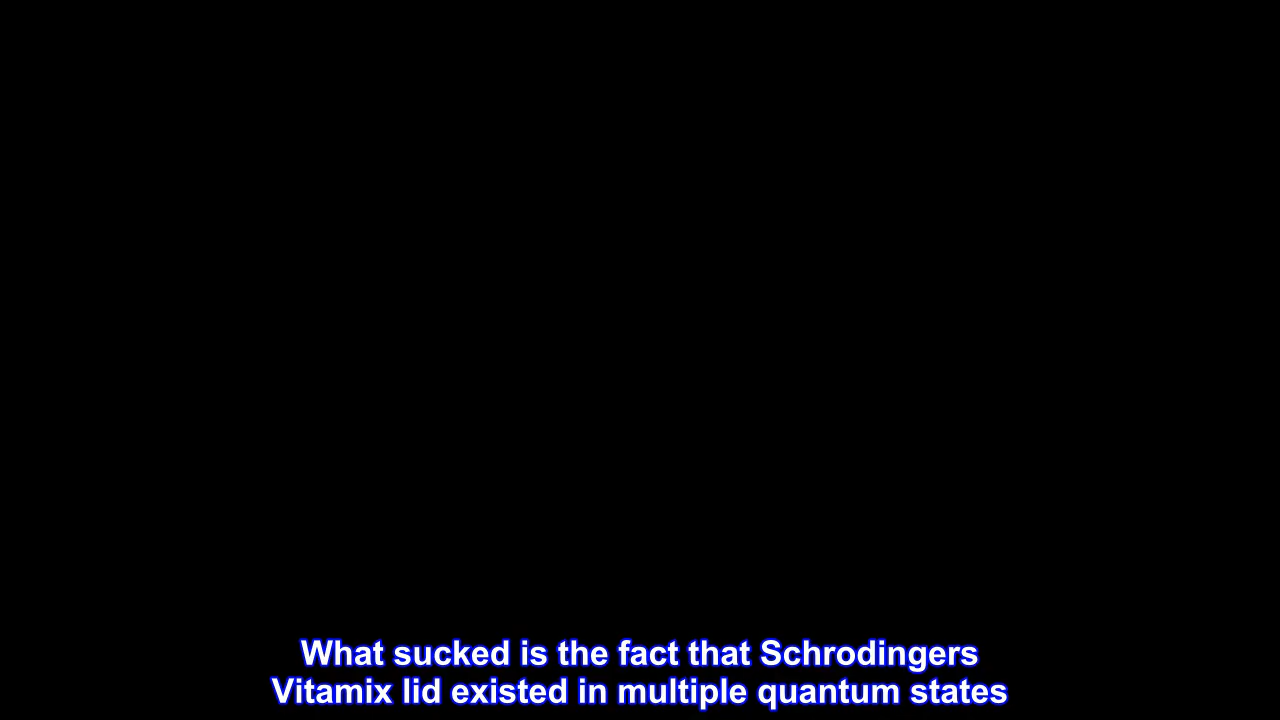 What sucked is the fact that Schrodingers
Vitamix lid existed in multiple quantum states